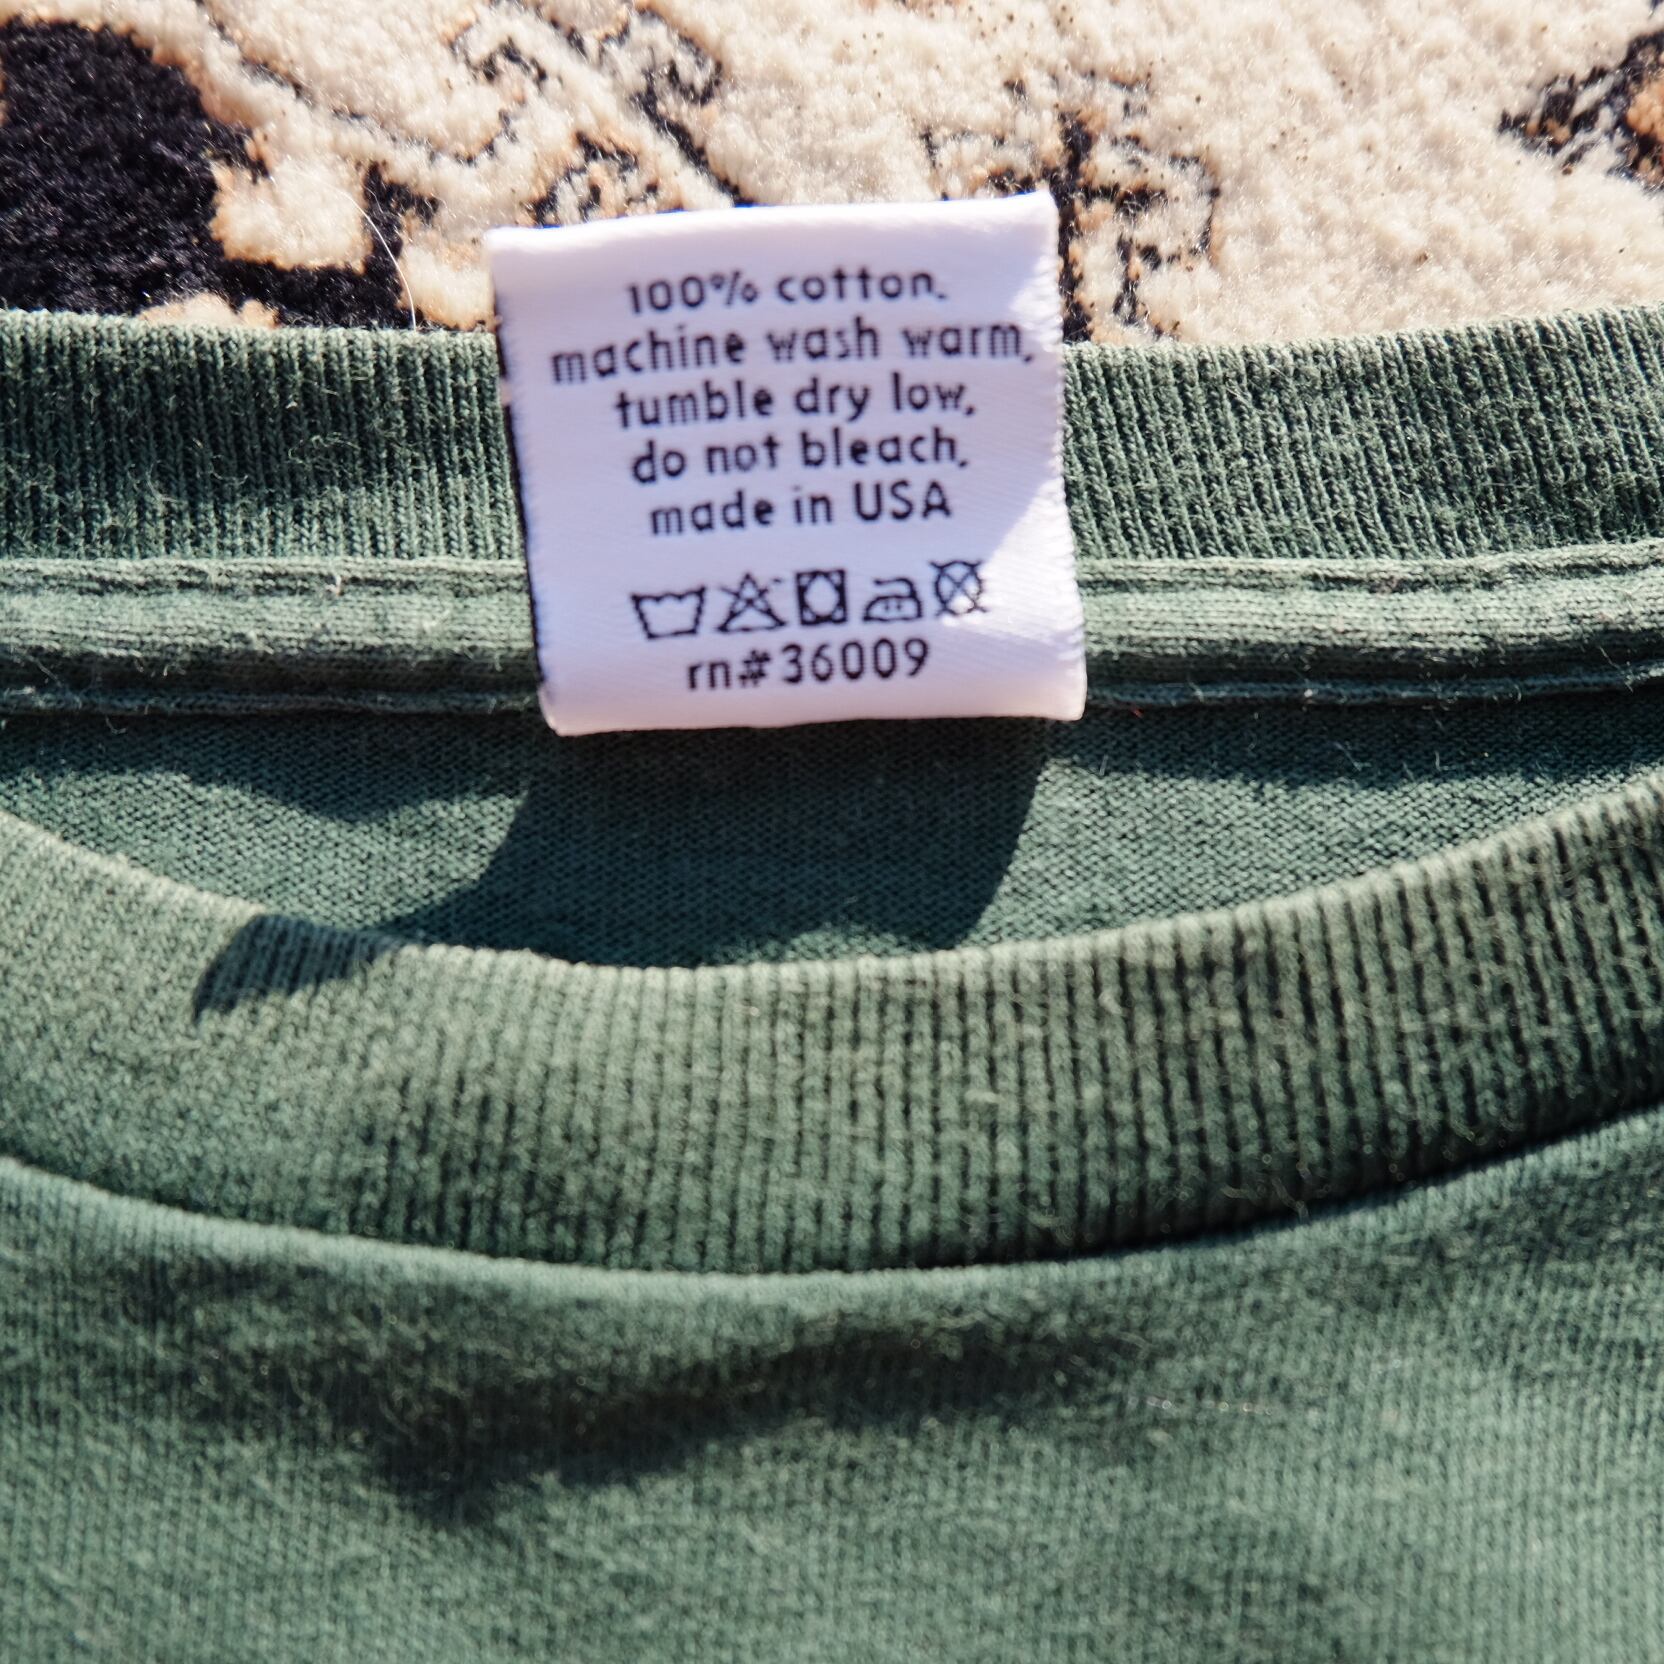 100% cotton.
machine wash warm,
tumble dry low,
do not bleach,
made in USA
rn#36009